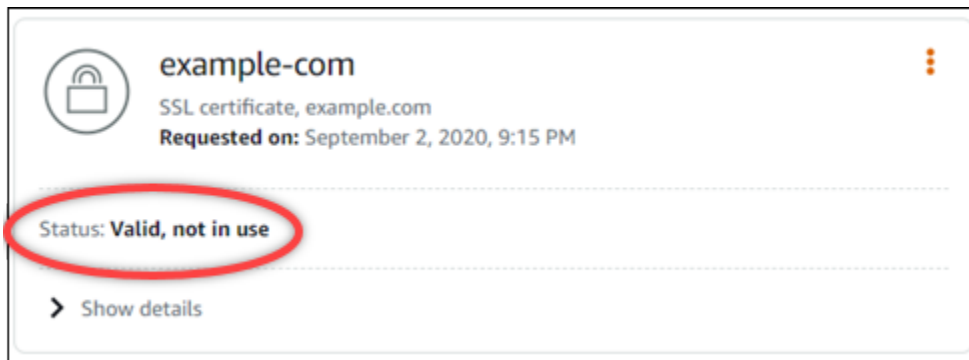 example-com
SSL certificate, example.com
Requested on: September 2, 2020, 9:15 PM
Status: Valid, not in use
Show details